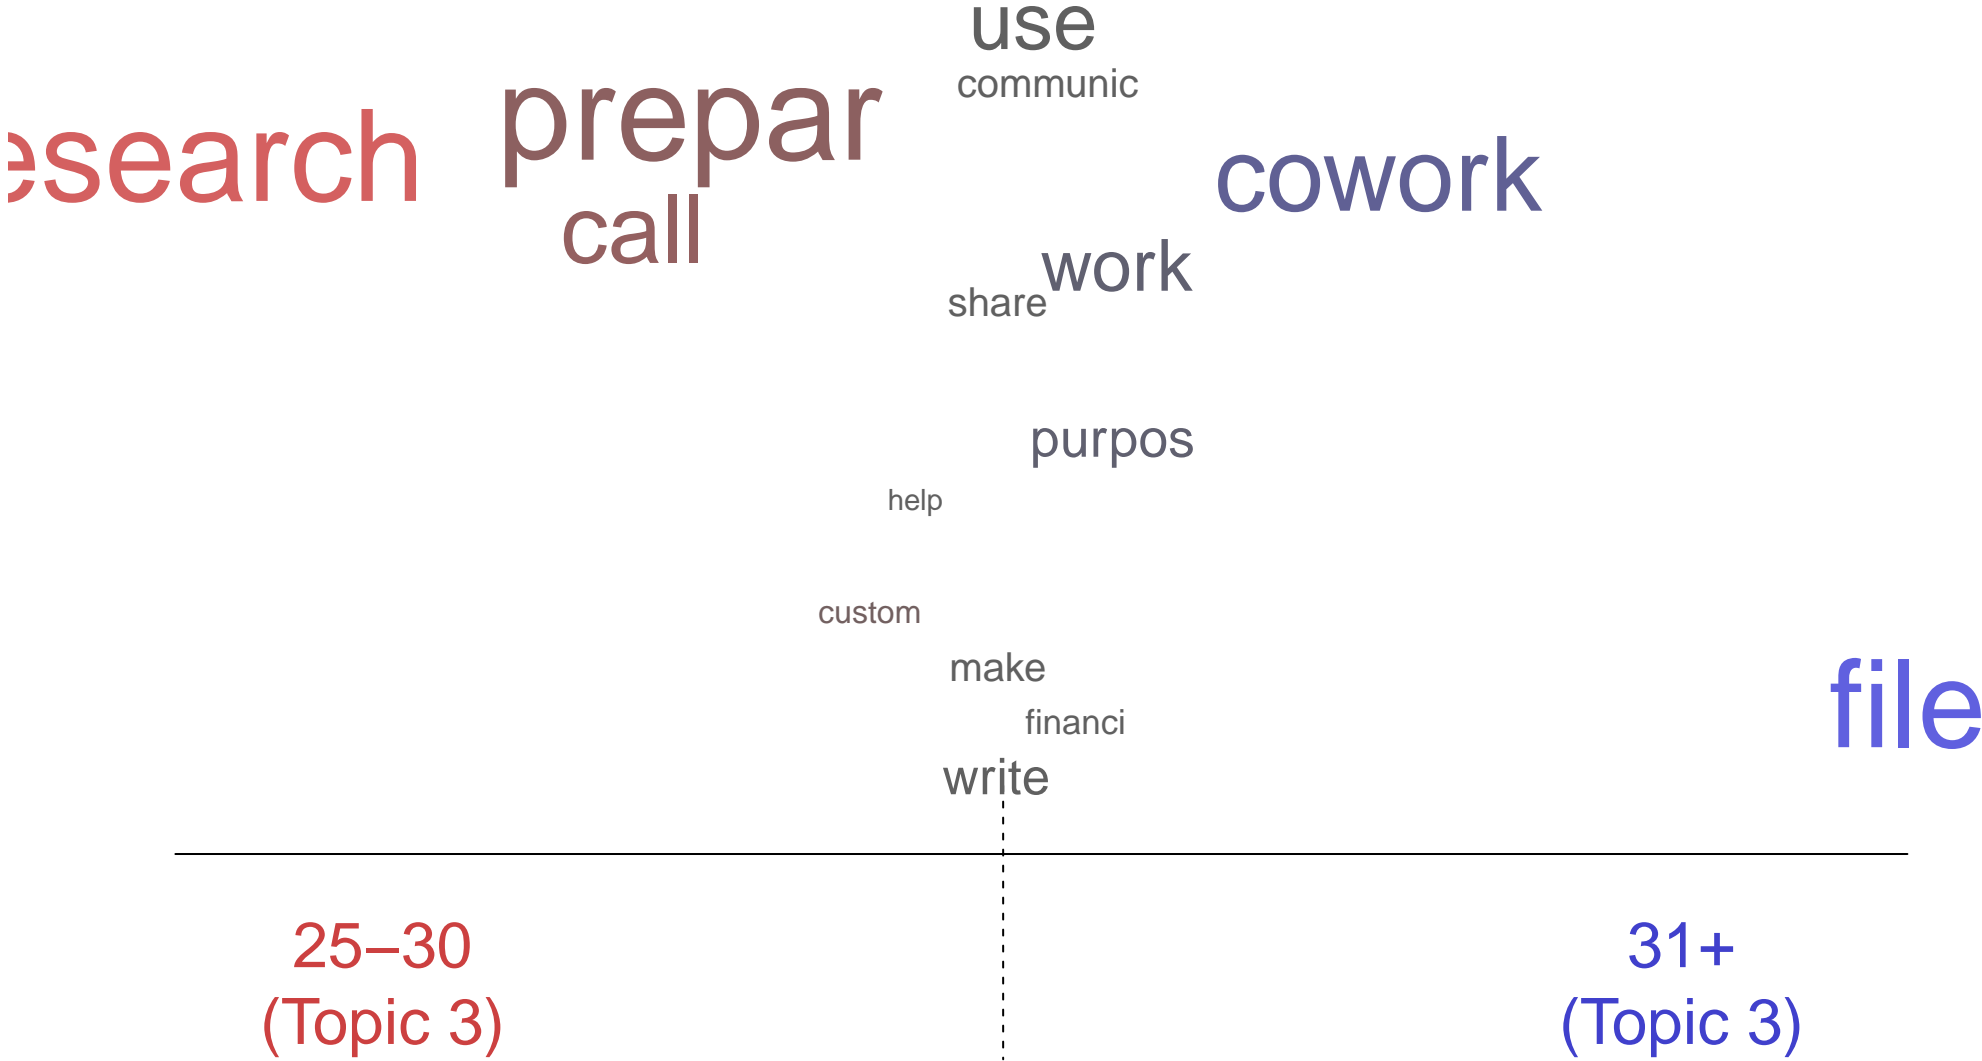 use
communic
prepar
esearch
cowork
call
work
share
purpos
help
custom
make
file
financi
write
25–30
31+
(Topic 3)
(Topic 3)